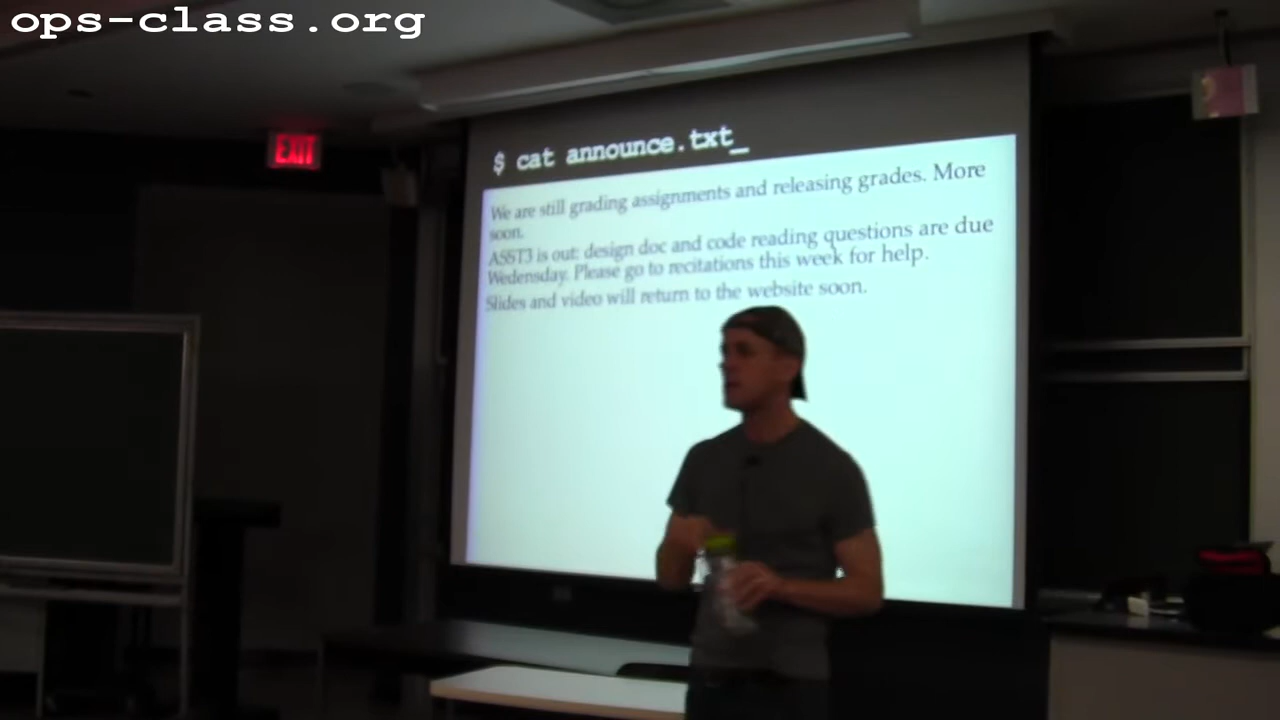 ops-class.org
EXIT
$ cat announce.txt_
We are still grading assignments and releasing grades. More
soon.
ASST3 is out: design doc and code reading questions are due
Wedensday. Please go to recitations this week for help.
Slides and video will return to the website soon.